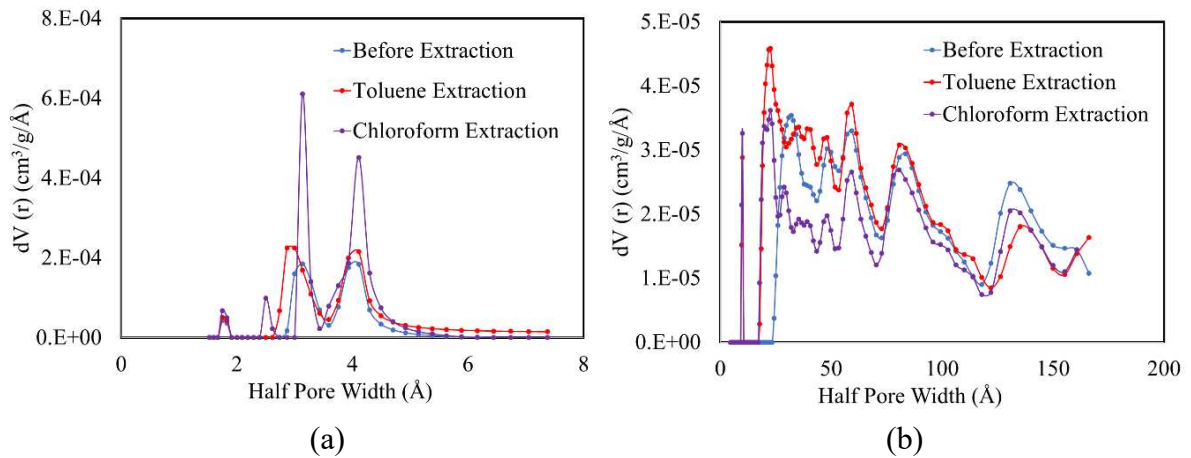 8.E-04
6.E-04
4.E-04
2.E-04
0.E+00
dV (r) (cm³/g/Å)
Before Extraction
Toluene Extraction
Chloroform Extraction
0 2 4 6 8
Half Pore Width (Å)
(a)
5.E-05
4.E-05
3.E-05
2.E-05
1.E-05
0.E+00
dV (r) (cm³/g/Å)
Before Extraction
Toluene Extraction
Chloroform Extraction
0 50 100 150 200
Half Pore Width (Å)
(b)